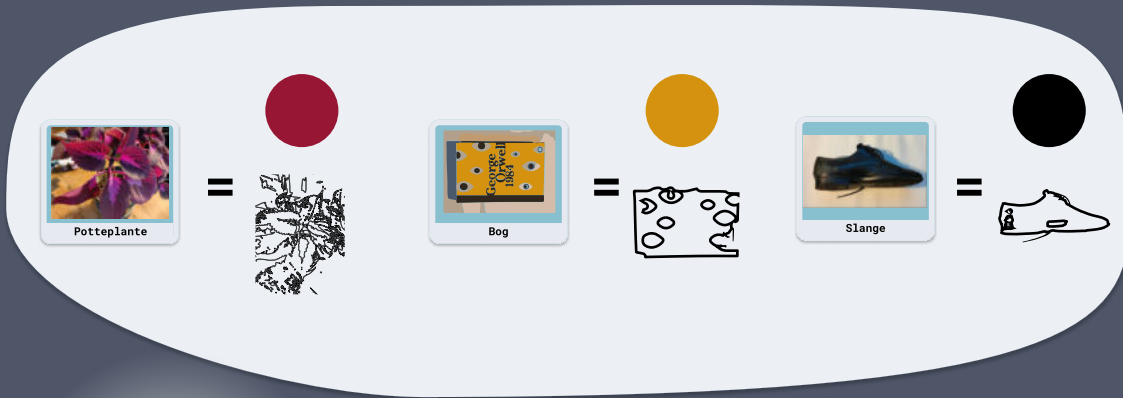 Potteplante
=
George
Orwell
1984
Bog
=
Slange
=